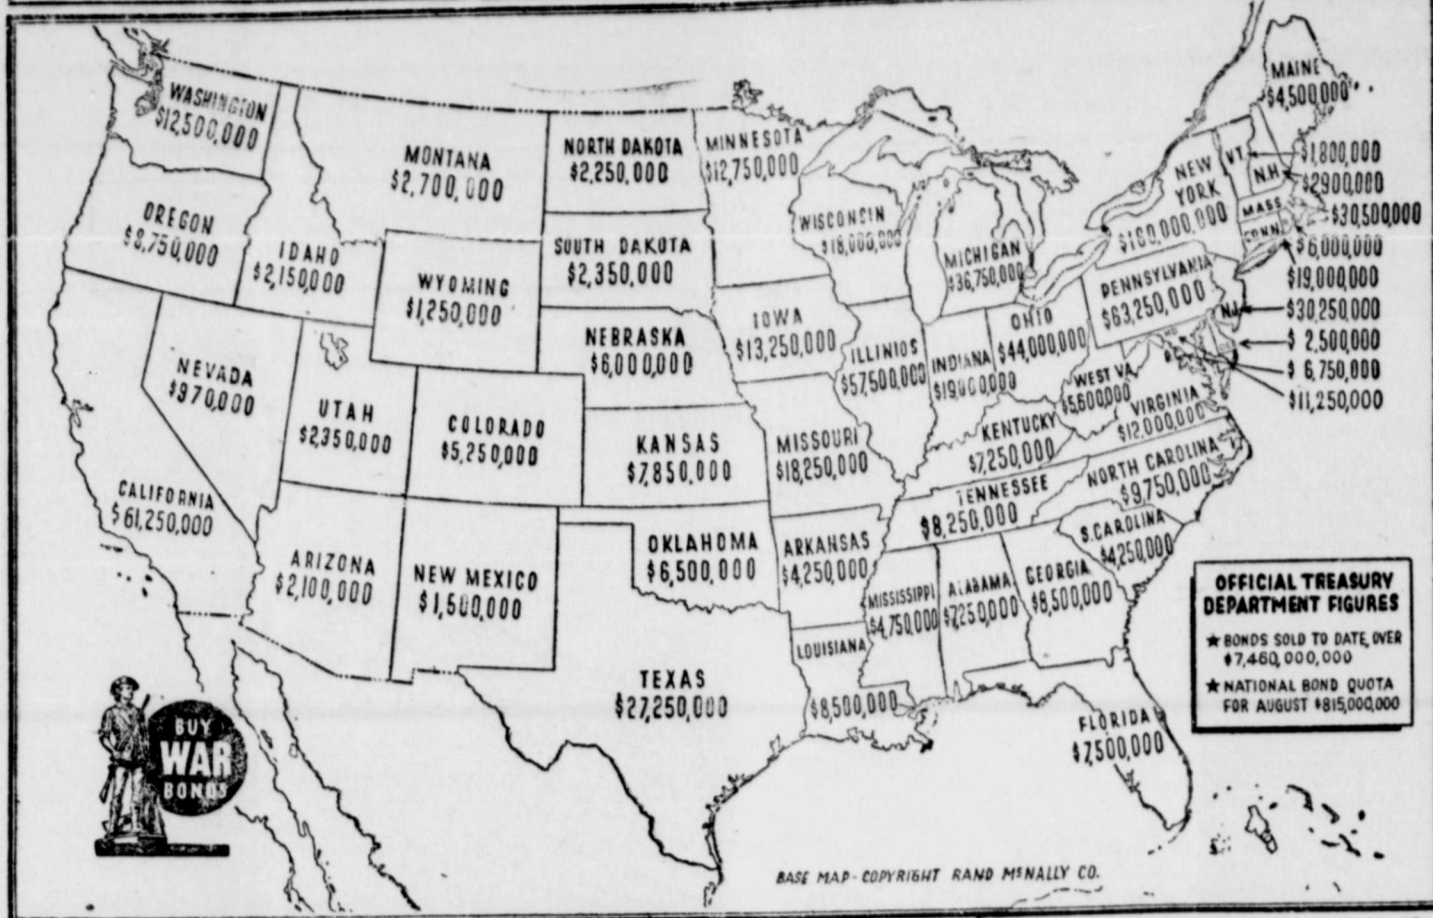 WASHINGTON
$12,500,000
OREGON
$8,750,000
IDAHO
$2,150,000
MONTANA
$2,700,000
WYOMING
$1,250,000
NORTH DAKOTA
$2,250,000
SOUTH DAKOTA
$2,350,000
MINNESOTA
$12,750,000
WISCONSIN
$18,000,000
MICHIGAN
$36,750,000
NEW
YORK
$160,000,000
MAINE
$4,500,000
VT.
$1,800,000
N.H.
$2900,000
MASS.
$30,500,000
CONN.
$6,000,000
$19,000,000
N.J.
$30,250,000
$2,500,000
$6,750,000
$11,250,000
PENNSYLVANIA
$63,250,000
NEBRASKA
$6,000,000
IOWA
$13,250,000
ILLINIOS
$57,500,000
INDIANA
$19,000,000
OHIO
$44,000,000
WEST VA.
$5,600,000
VIRGINIA
$12,000,000
NEVADA
$970,000
UTAH
$2,350,000
COLORADO
$5,250,000
KANSAS
$7,850,000
MISSOURI
$18,250,000
KENTUCKY
$7,250,000
TENNESSEE
$8,250,000
NORTH CAROLINA
$9,750,000
S.CAROLINA
$4,250,000
CALIFORNIA
$61,250,000
ARIZONA
$2,100,000
NEW MEXICO
$1,500,000
OKLAHOMA
$6,500,000
ARKANSAS
$4,250,000
MISSISSIPPI
$4,750,000
ALABAMA
$7,250,000
GEORGIA
$8,500,000
TEXAS
$27,250,000
LOUISIANA
$8,500,000
FLORIDA
$7,500,000
OFFICIAL TREASURY
DEPARTMENT FIGURES
★ BONDS SOLD TO DATE, OVER
$7,460,000,000
★ NATIONAL BOND QUOTA
FOR AUGUST $815,000,000
BUY
WAR
BONDS
BASE MAP - COPYRIGHT RAND McNALLY CO.